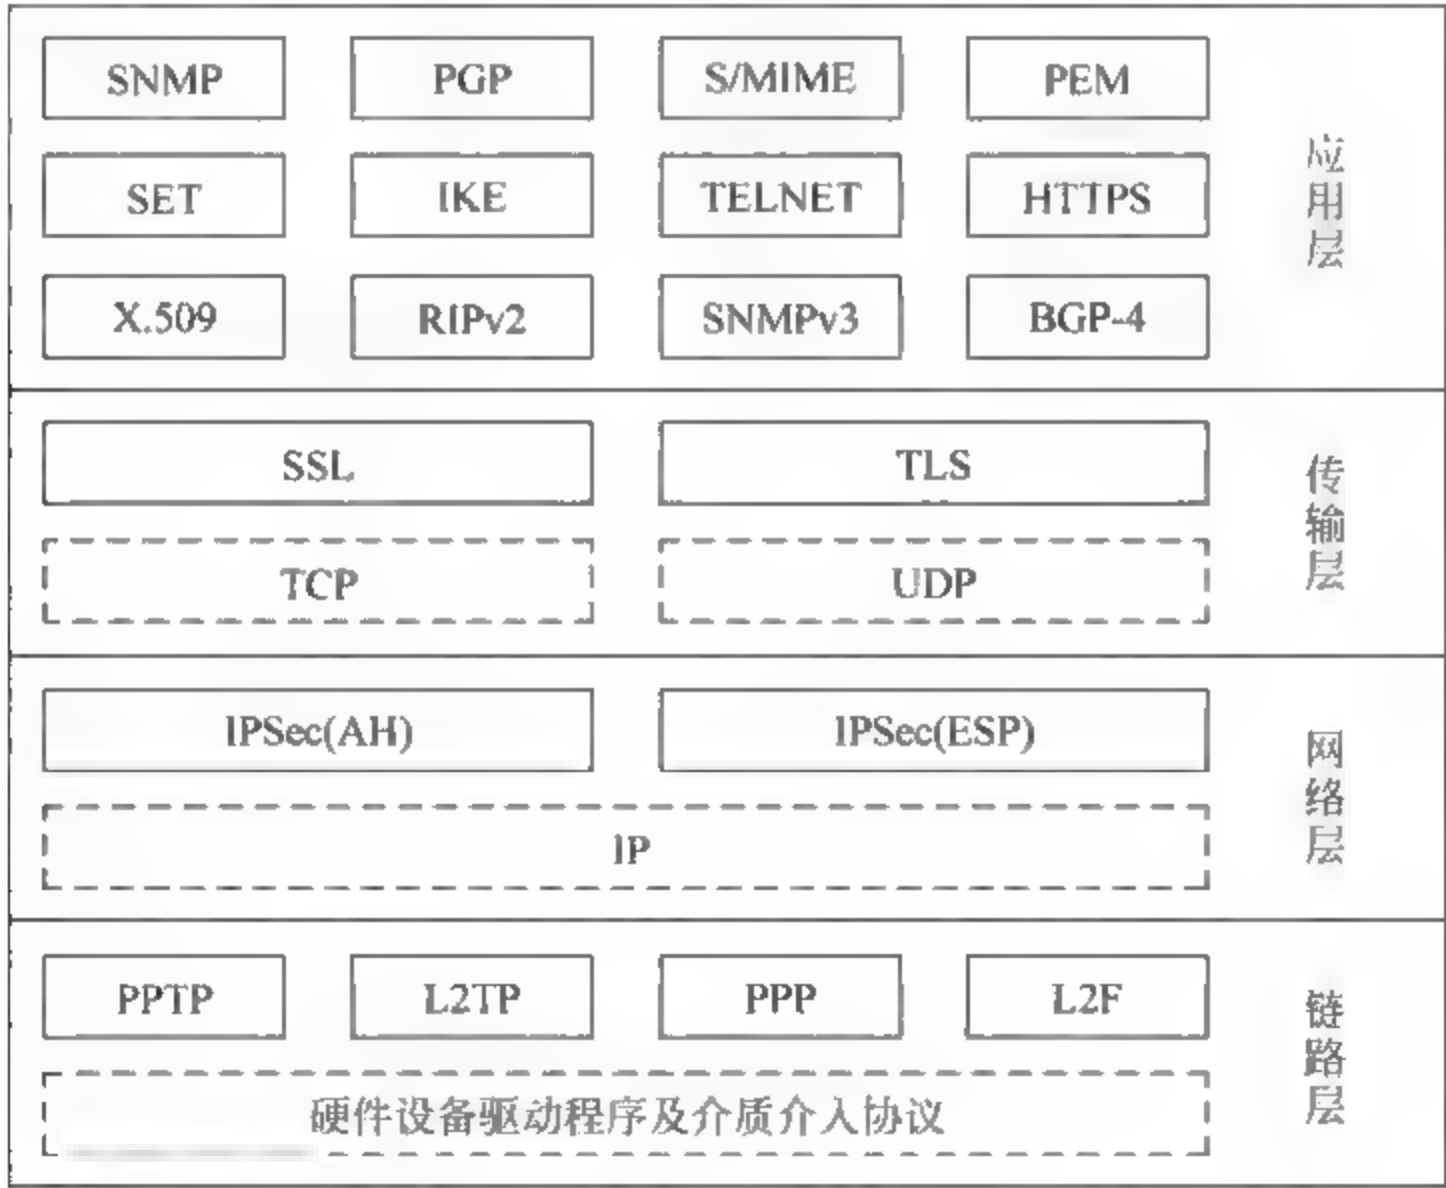 SNMP PGP S/MIME PEM
SET IKE TELNET HTTPS
X.509 RIPv2 SNMPv3 BGP-4
应用层
SSL TLS
TCP UDP
传输层
IPSec(AH) IPSec(ESP)
IP
网络层
PPTP L2TP PPP L2F
硬件设备驱动程序及介质介入协议
链路层